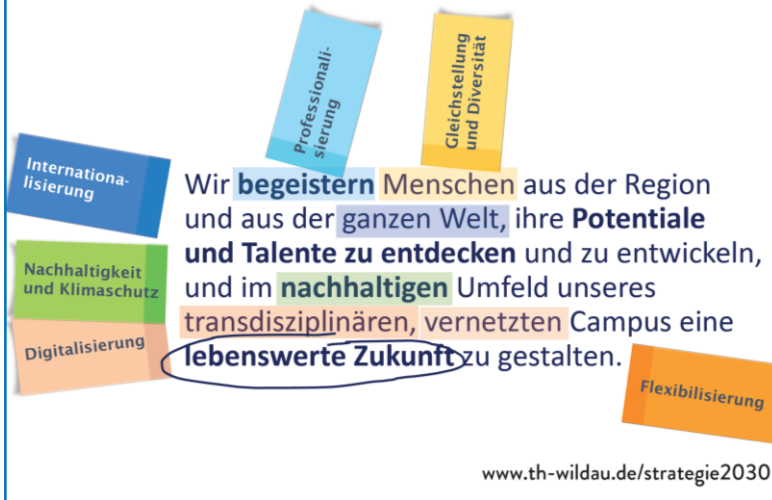 Professionali-
sierung
Gleichstellung
und Diversität
Internationa-
lisierung
Nachhaltigkeit
und Klimaschutz
Digitalisierung
Wir begeistern Menschen aus der Region
und aus der ganzen Welt, ihre Potentiale
und Talente zu entdecken und zu entwickeln,
und im nachhaltigen Umfeld unseres
transdisziplinären, vernetzten Campus eine
lebenswerte Zukunft zu gestalten.
Flexibilisierung
www.th-wildau.de/strategie2030